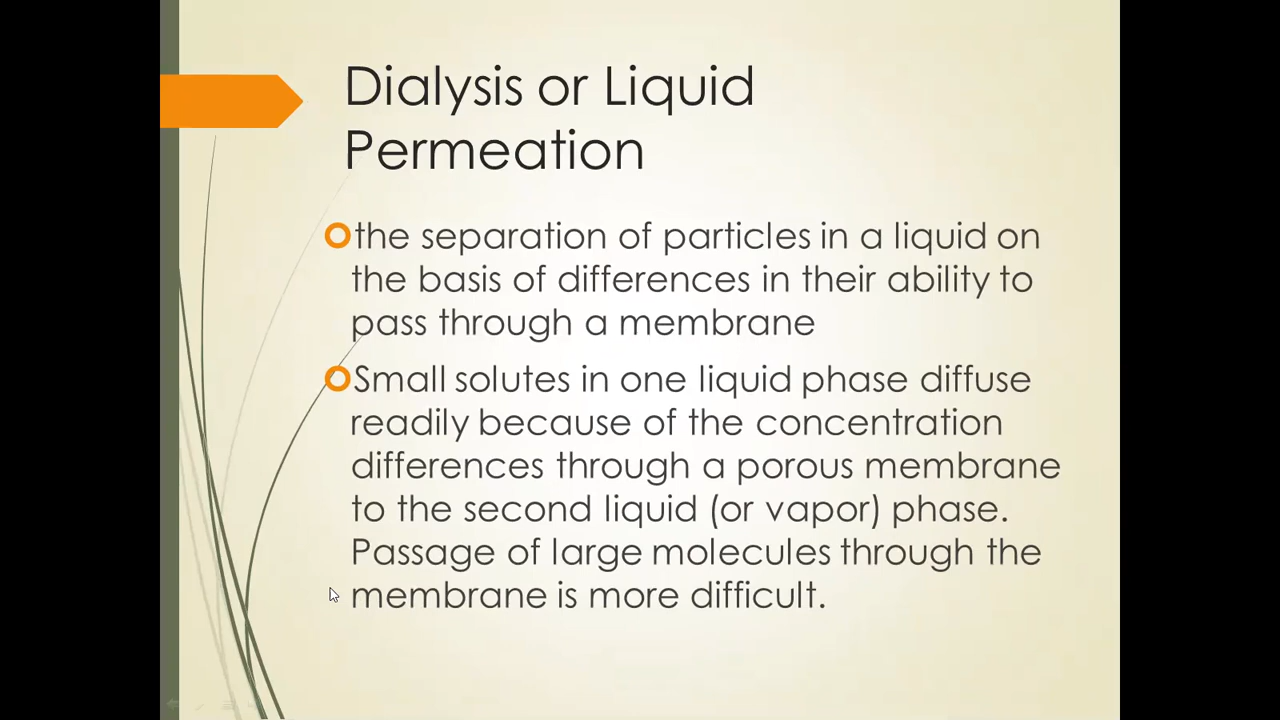 Dialysis or Liquid
Permeation
the separation of particles in a liquid on
the basis of differences in their ability to
pass through a membrane
Small solutes in one liquid phase diffuse
readily because of the concentration
differences through a porous membrane
to the second liquid (or vapor) phase.
Passage of large molecules through the
membrane is more difficult.